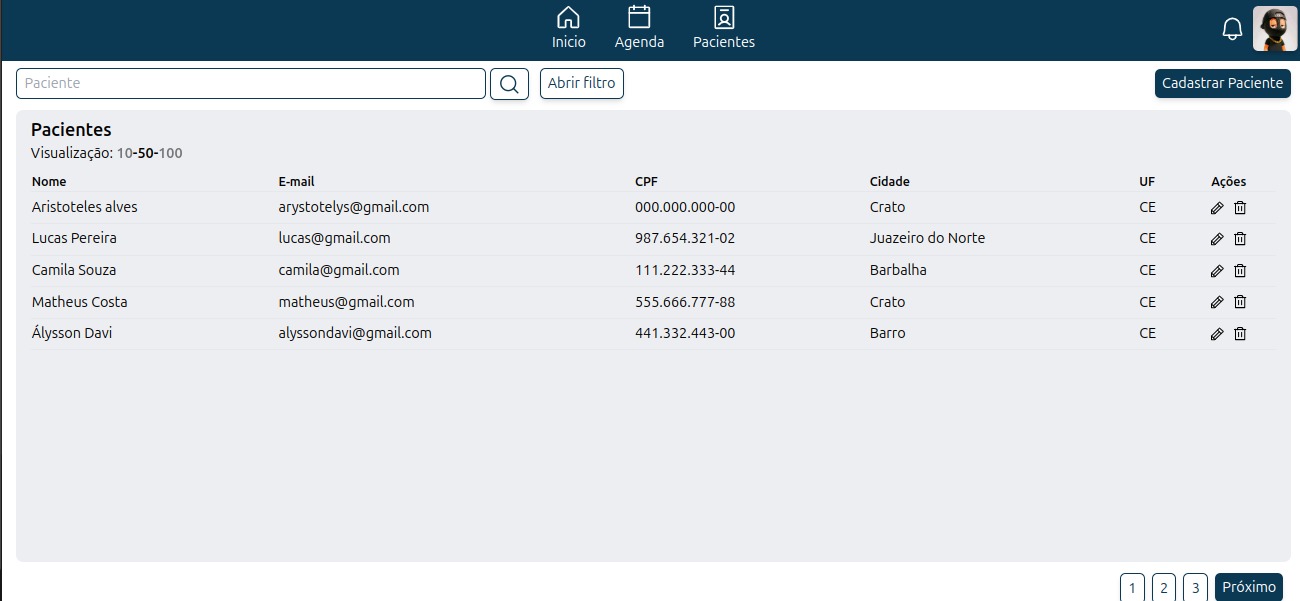 Inicio Agenda Pacientes
Paciente Abrir filtro Cadastrar Paciente
Pacientes
Visualização: 10-50-100
Nome E-mail CPF Cidade UF Ações
Aristoteles alves arystotelys@gmail.com 000.000.000-00 Crato CE
Lucas Pereira lucas@gmail.com 987.654.321-02 Juazeiro do Norte CE
Camila Souza camila@gmail.com 111.222.333-44 Barbalha CE
Matheus Costa matheus@gmail.com 555.666.777-88 Crato CE
Álysson Davi alyssondavi@gmail.com 441.332.443-00 Barro CE
1 2 3 Próximo